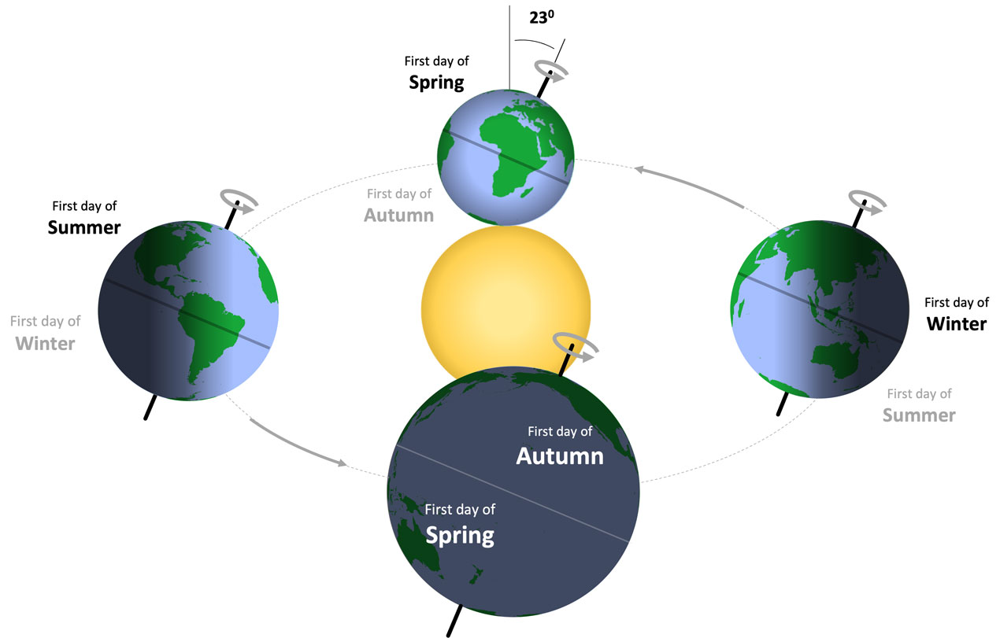 23⁰
First day of
Spring
First day of
Autumn
First day of
Summer
First day of
Winter
First day of
Winter
First day of
Summer
First day of
Autumn
First day of
Spring